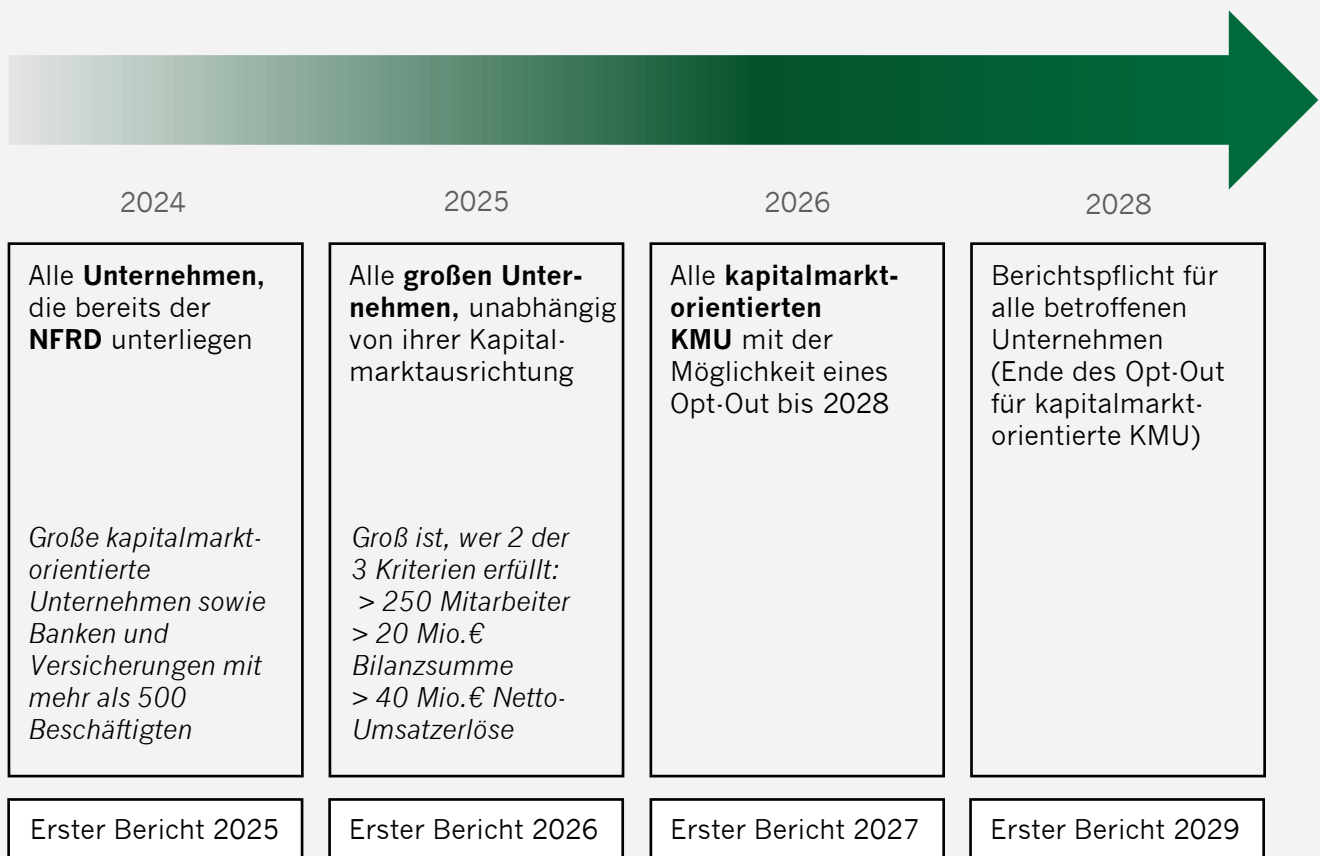 2024
2025
2026
2028
Alle Unternehmen,
die bereits der
NFRD unterliegen
Große kapitalmarkt-
orientierte
Unternehmen sowie
Banken und
Versicherungen mit
mehr als 500
Beschäftigten
Erster Bericht 2025
Alle großen Unter-
nehmen, unabhängig
von ihrer Kapital-
marktausrichtung
Groß ist, wer 2 der
3 Kriterien erfüllt:
> 250 Mitarbeiter
> 20 Mio.€
Bilanzsumme
> 40 Mio.€ Netto-
Umsatzerlöse
Erster Bericht 2026
Alle kapitalmarkt-
orientierten
KMU mit der
Möglichkeit eines
Opt-Out bis 2028
Erster Bericht 2027
Berichtspflicht für
alle betroffenen
Unternehmen
(Ende des Opt-Out
für kapitalmarkt-
orientierte KMU)
Erster Bericht 2029